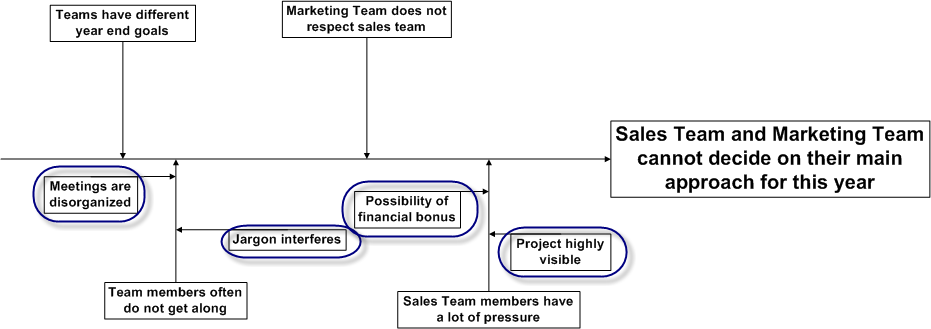 Teams have different
year end goals
Marketing Team does not
respect sales team
Sales Team and Marketing Team
cannot decide on their main
approach for this year
Meetings are
disorganized
Possibility of
financial bonus
Jargon interferes
Project highly
visible
Team members often
do not get along
Sales Team members have
a lot of pressure